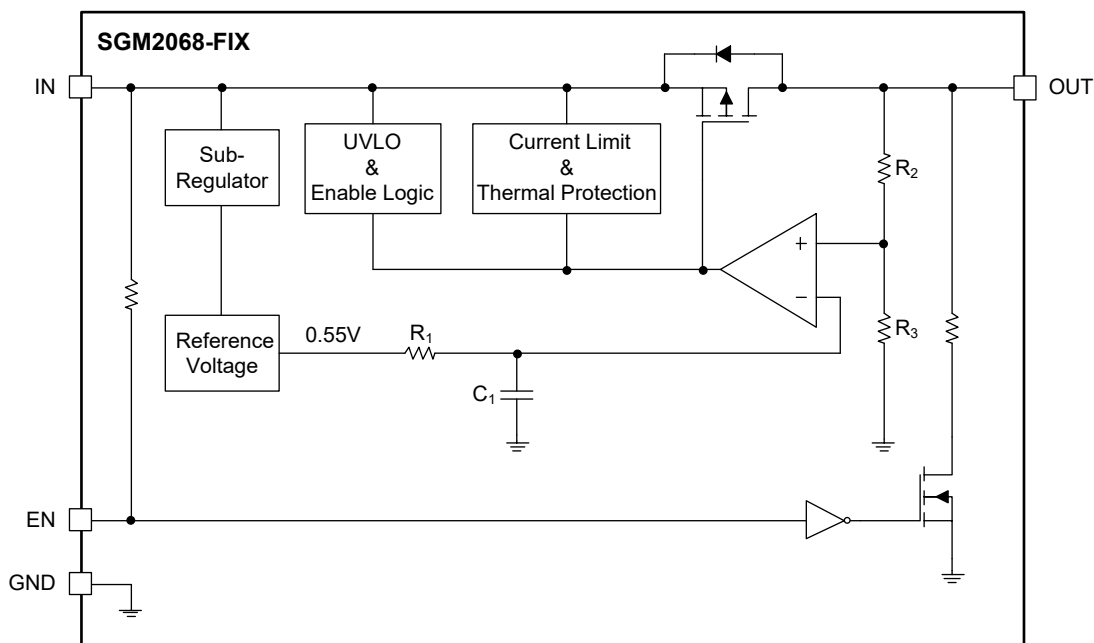 SGM2068-FIX
IN
OUT
Sub-
Regulator
UVLO
&
Enable Logic
Current Limit
&
Thermal Protection
R2
+
−
R3
Reference
Voltage
0.55V
R1
C1
EN
GND